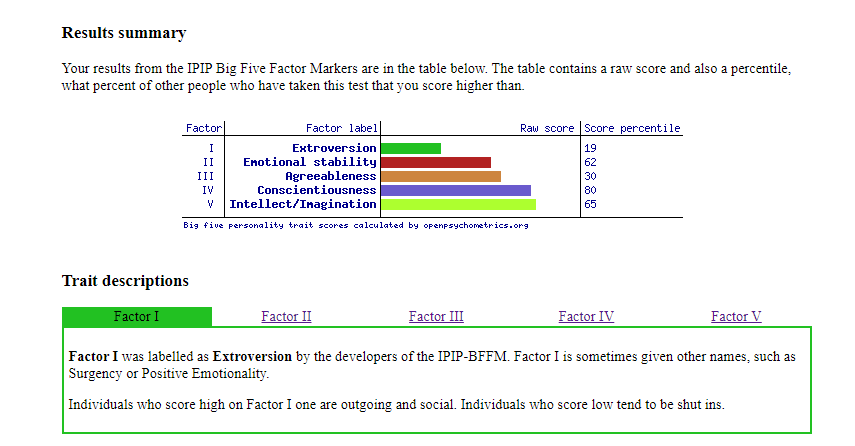 Results summary
Your results from the IPIP Big Five Factor Markers are in the table below. The table contains a raw score and also a percentile,
what percent of other people who have taken this test that you score higher than.
Factor Factor label Raw score Score percentile
I Extroversion 19
II Emotional stability 62
III Agreeableness 30
IV Conscientiousness 80
V Intellect/Imagination 65
Big five personality trait scores calculated by openpsychometrics.org
Trait descriptions
Factor I Factor II Factor III Factor IV Factor V
Factor I was labelled as Extroversion by the developers of the IPIP-BFFM. Factor I is sometimes given other names, such as
Surgency or Positive Emotionality.
Individuals who score high on Factor I one are outgoing and social. Individuals who score low tend to be shut ins.